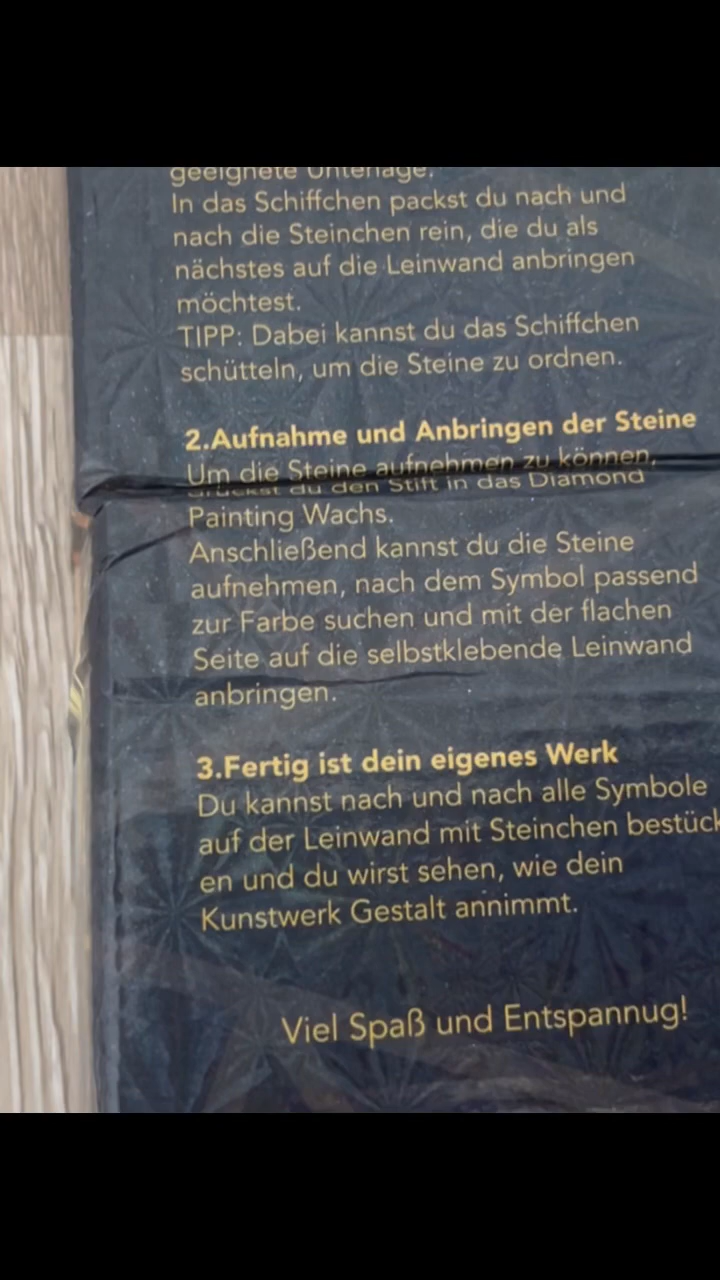 geeignete Unterlage.
In das Schiffchen packst du nach und
nach die Steinchen rein, die du als
nächstes auf die Leinwand anbringen
möchtest.
TIPP: Dabei kannst du das Schiffchen
schütteln, um die Steine zu ordnen.
2.Aufnahme und Anbringen der Steine
Um die Steine aufnehmen zu können,
drückst du den Stift in das Diamond
Painting Wachs.
Anschließend kannst du die Steine
aufnehmen, nach dem Symbol passend
zur Farbe suchen und mit der flachen
Seite auf die selbstklebende Leinwand
anbringen.
3.Fertig ist dein eigenes Werk
Du kannst nach und nach alle Symbole
auf der Leinwand mit Steinchen bestück
en und du wirst sehen, wie dein
Kunstwerk Gestalt annimmt.
Viel Spaß und Entspannug!